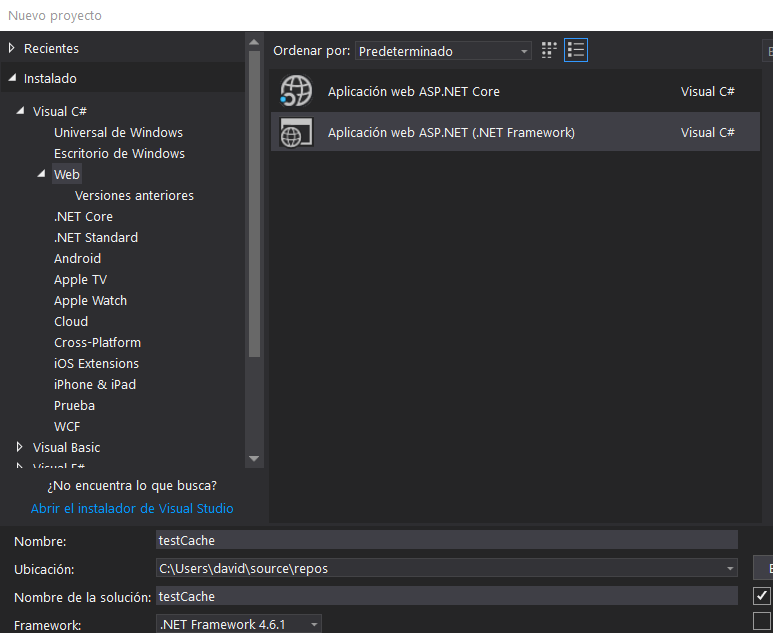 Nuevo proyecto
Recientes
Instalado
Visual C#
Universal de Windows
Escritorio de Windows
Web
Versiones anteriores
.NET Core
.NET Standard
Android
Apple TV
Apple Watch
Cloud
Cross-Platform
iOS Extensions
iPhone & iPad
Prueba
WCF
Visual Basic
Visual F#
¿No encuentra lo que busca?
Abrir el instalador de Visual Studio
Ordenar por: Predeterminado
Aplicación web ASP.NET Core Visual C#
Aplicación web ASP.NET (.NET Framework) Visual C#
Nombre: testCache
Ubicación: C:\Users\david\source\repos
Nombre de la solución: testCache
Framework: .NET Framework 4.6.1